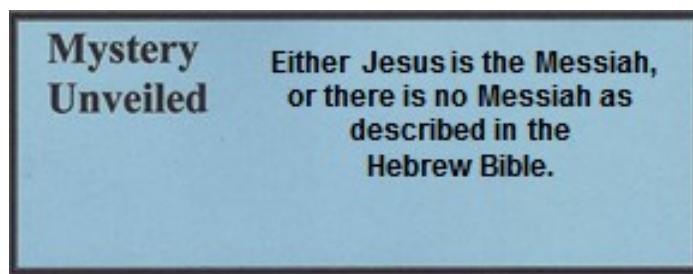 Mystery
Unveiled
Either Jesus is the Messiah,
or there is no Messiah as
described in the
Hebrew Bible.